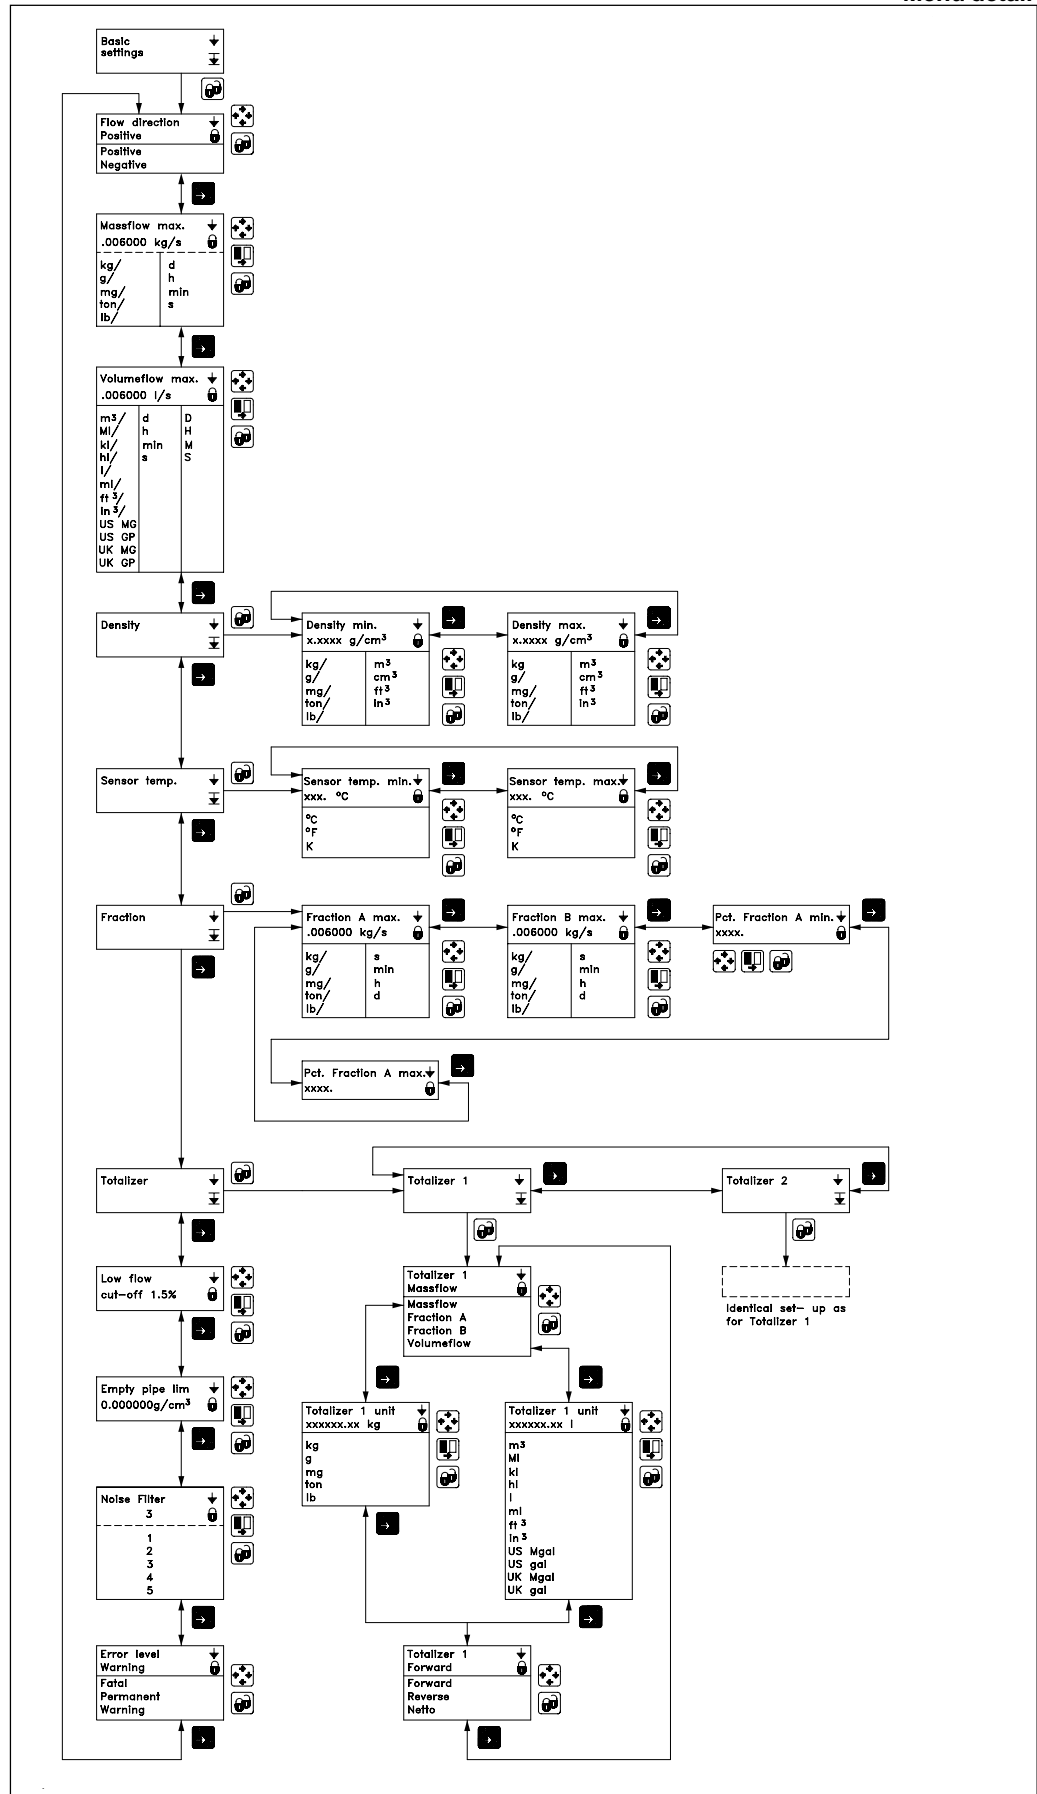 Menu detail
Basic
settings
Flow direction
Positive
Positive
Negative
Massflow max.
.006000 kg/s
kg/ d
g/ h
mg/ min
ton/ s
lb/
Volumeflow max.
.006000 l/s
m3/ d D
Ml/ h H
kl/ min M
hl/ s S
l/
ml/
ft3/
in3/
US MG
US GP
UK MG
UK GP
Density
Density min.
x.xxxx g/cm3
kg/ m3
g/ cm3
mg/ ft3
ton/ in3
lb/
Density max.
x.xxxx g/cm3
kg m3
g/ cm3
mg/ ft3
ton/ in3
lb/
Sensor temp.
Sensor temp. min.
xxx. °C
°C
°F
K
Sensor temp. max.
xxx. °C
°C
°F
K
Fraction
Fraction A max.
.006000 kg/s
kg/ s
g/ min
mg/ h
ton/ d
lb/
Fraction B max.
.006000 kg/s
kg/ s
g/ min
mg/ h
ton/ d
lb/
Pct. Fraction A min.
xxxx.
Pct. Fraction A max.
xxxx.
Totalizer
Totalizer 1
Totalizer 2
Low flow
cut-off 1.5%
Totalizer 1
Massflow
Massflow
Fraction A
Fraction B
Volumeflow
Identical set- up as
for Totalizer 1
Empty pipe lim
0.000000g/cm3
Totalizer 1 unit
xxxxxx.xx kg
kg
g
mg
ton
lb
Totalizer 1 unit
xxxxxx.xx l
m3
Ml
kl
hl
l
ml
ft3
in3
US Mgal
US gal
UK Mgal
UK gal
Noise Filter
3
1
2
3
4
5
Error level
Warning
Fatal
Permanent
Warning
Totalizer 1
Forward
Forward
Reverse
Netto